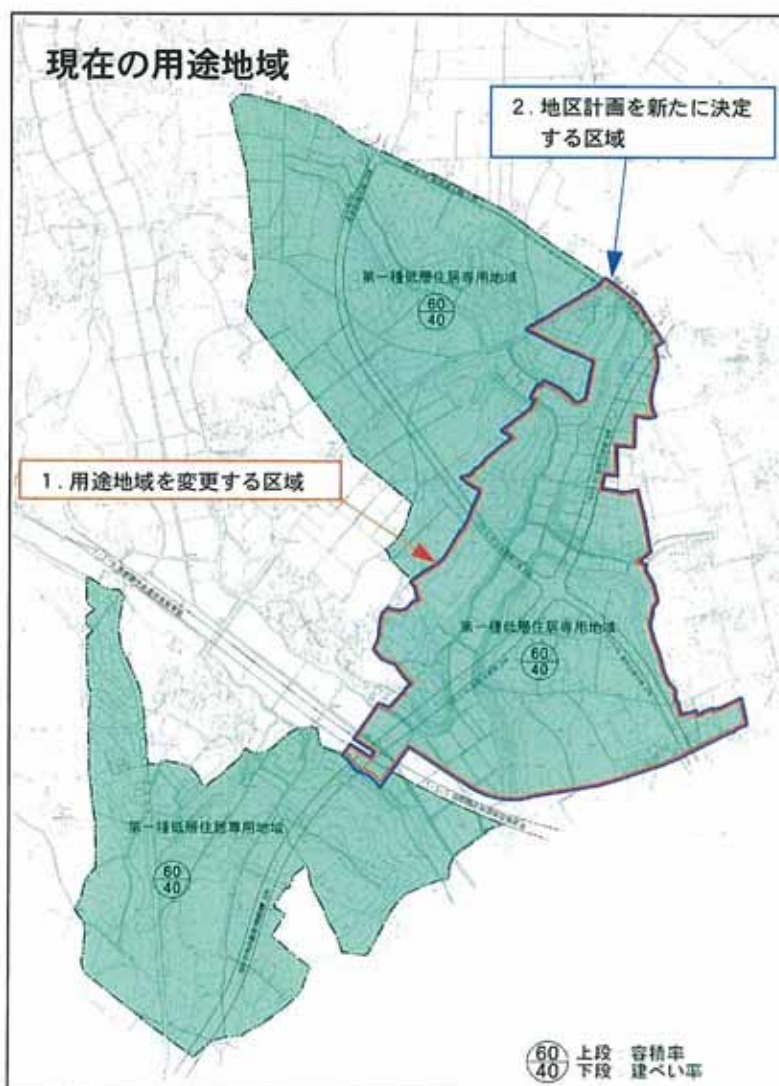 現在の用途地域
2. 地区計画を新たに決定
する区域
第一種低層住居専用地域
60
40
1. 用途地域を変更する区域
第一種低層住居専用地域
60
40
第一種低層住居専用地域
60
40
60 上段 容積率
40 下段 建ぺい率